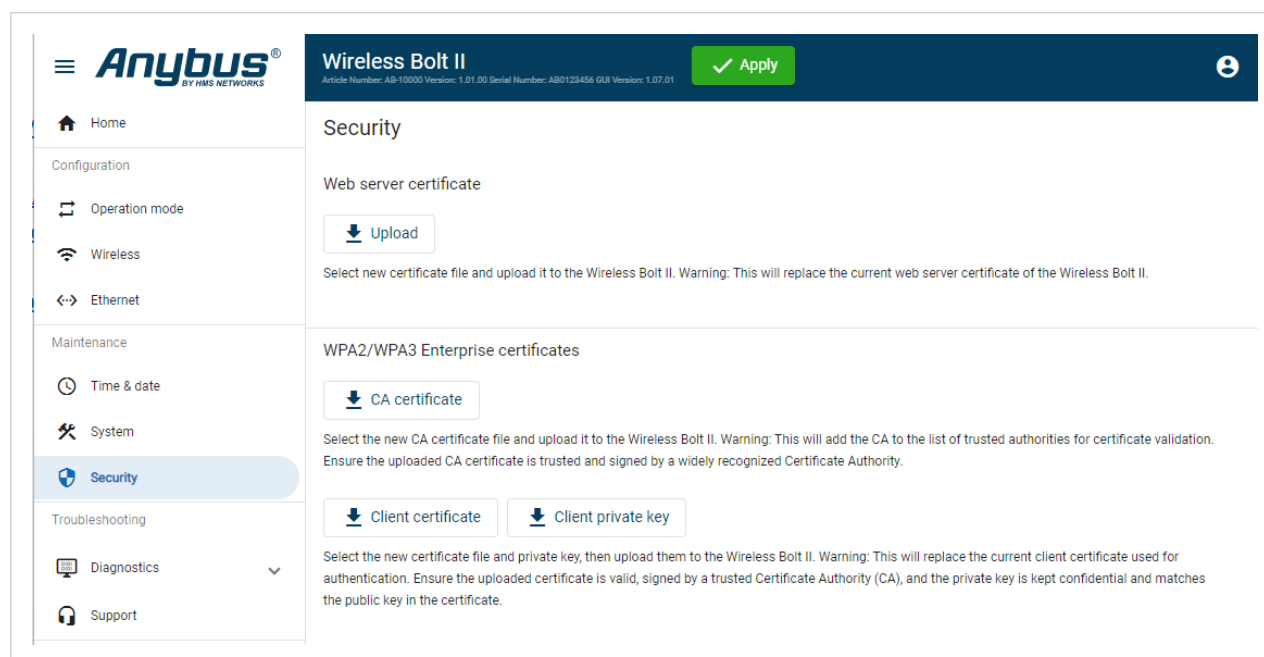 Anybus®
BY HMS NETWORKS
Wireless Bolt II
Article Number: AB-10000 Version: 1.01.00 Serial Number: AB0123456 GUI Version: 1.07.01
Apply
Home
Configuration
Operation mode
Wireless
Ethernet
Maintenance
Time & date
System
Security
Troubleshooting
Diagnostics
Support
Security
Web server certificate
Upload
Select new certificate file and upload it to the Wireless Bolt II. Warning: This will replace the current web server certificate of the Wireless Bolt II.
WPA2/WPA3 Enterprise certificates
CA certificate
Select the new CA certificate file and upload it to the Wireless Bolt II. Warning: This will add the CA to the list of trusted authorities for certificate validation.
Ensure the uploaded CA certificate is trusted and signed by a widely recognized Certificate Authority.
Client certificate
Client private key
Select the new certificate file and private key, then upload them to the Wireless Bolt II. Warning: This will replace the current client certificate used for
authentication. Ensure the uploaded certificate is valid, signed by a trusted Certificate Authority (CA), and the private key is kept confidential and matches
the public key in the certificate.